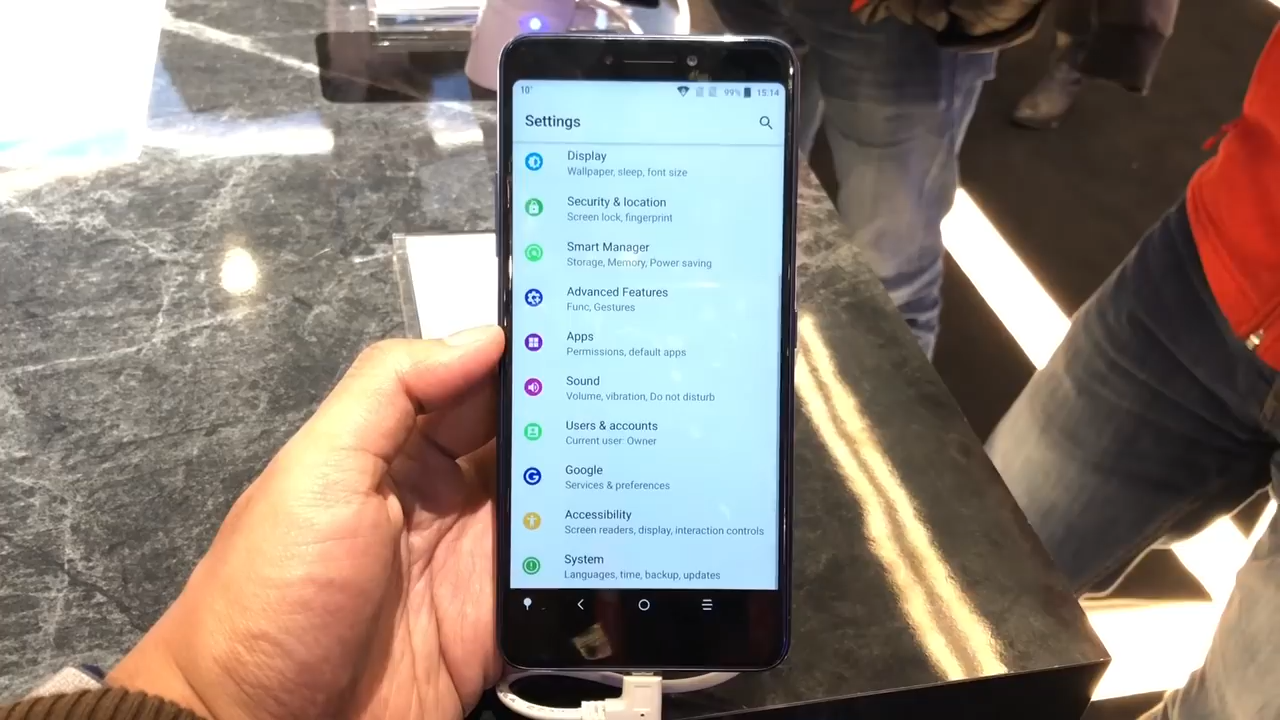 10°
99% 15:14
Settings
Display
Wallpaper, sleep, font size
Security & location
Screen lock, fingerprint
Smart Manager
Storage, Memory, Power saving
Advanced Features
Func, Gestures
Apps
Permissions, default apps
Sound
Volume, vibration, Do not disturb
Users & accounts
Current user: Owner
Google
Services & preferences
Accessibility
Screen readers, display, interaction controls
System
Languages, time, backup, updates